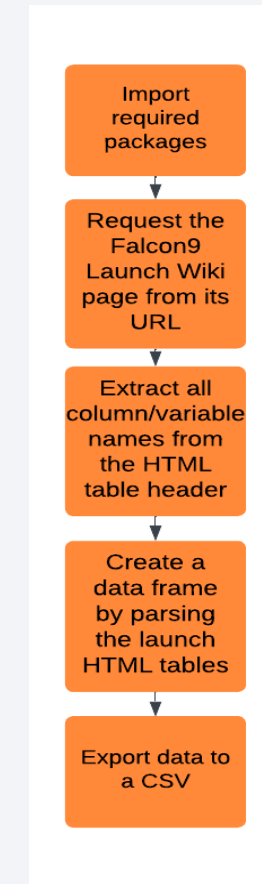 Import
required
packages
Request the
Falcon9
Launch Wiki
page from its
URL
Extract all
column/variable
names from
the HTML
table header
Create a
data frame
by parsing
the launch
HTML tables
Export data to
a CSV